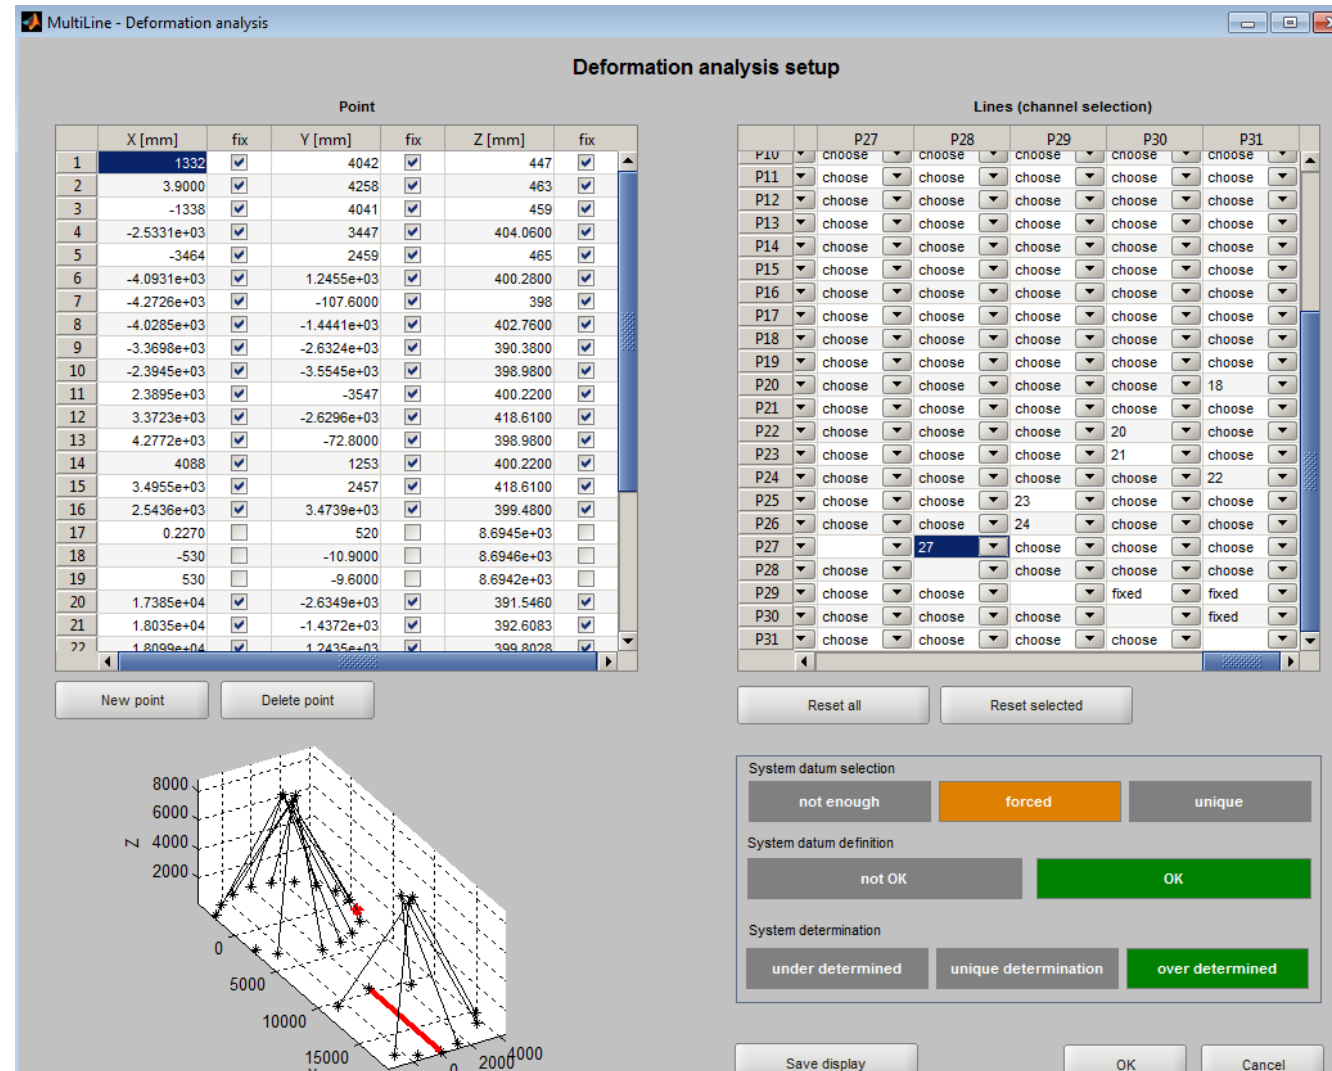 MultiLine - Deformation analysis
Deformation analysis setup
Point
X [mm] fix Y [mm] fix Z [mm] fix
1 1332 4042 447
2 3.9000 4258 463
3 -1338 4041 459
4 -2.5331e+03 3447 404.0600
5 -3464 2459 465
6 -4.0931e+03 1.2455e+03 400.2800
7 -4.2726e+03 -107.6000 398
8 -4.0285e+03 -1.4441e+03 402.7600
9 -3.3698e+03 -2.6324e+03 390.3800
10 -2.3945e+03 -3.5545e+03 398.9800
11 2.3895e+03 -3547 400.2200
12 3.3723e+03 -2.6296e+03 418.6100
13 4.2772e+03 -72.8000 398.9800
14 4088 1253 400.2200
15 3.4955e+03 2457 418.6100
16 2.5436e+03 3.4739e+03 399.4800
17 0.2270 520 8.6945e+03
18 -530 -10.9000 8.6946e+03
19 530 -9.6000 8.6942e+03
20 1.7385e+04 -2.6349e+03 391.5460
21 1.8035e+04 -1.4372e+03 392.6083
22 1.8099e+04 1.2435e+03 399.8028
New point Delete point
Lines (channel selection)
P27 P28 P29 P30 P31
P10 choose choose choose choose choose
P11 choose choose choose choose choose
P12 choose choose choose choose choose
P13 choose choose choose choose choose
P14 choose choose choose choose choose
P15 choose choose choose choose choose
P16 choose choose choose choose choose
P17 choose choose choose choose choose
P18 choose choose choose choose choose
P19 choose choose choose choose choose
P20 choose choose choose choose 18
P21 choose choose choose choose choose
P22 choose choose choose 20 choose
P23 choose choose choose 21 choose
P24 choose choose choose choose 22
P25 choose choose 23 choose choose
P26 choose choose 24 choose choose
P27 27 choose choose choose
P28 choose choose choose choose
P29 choose choose fixed fixed
P30 choose choose choose fixed
P31 choose choose choose choose
Reset all Reset selected
System datum selection
not enough forced unique
System datum definition
not OK OK
System determination
under determined unique determination over determined
Save display OK Cancel
8000
6000
4000
2000
Z
0
5000
10000
15000
0
2000
4000